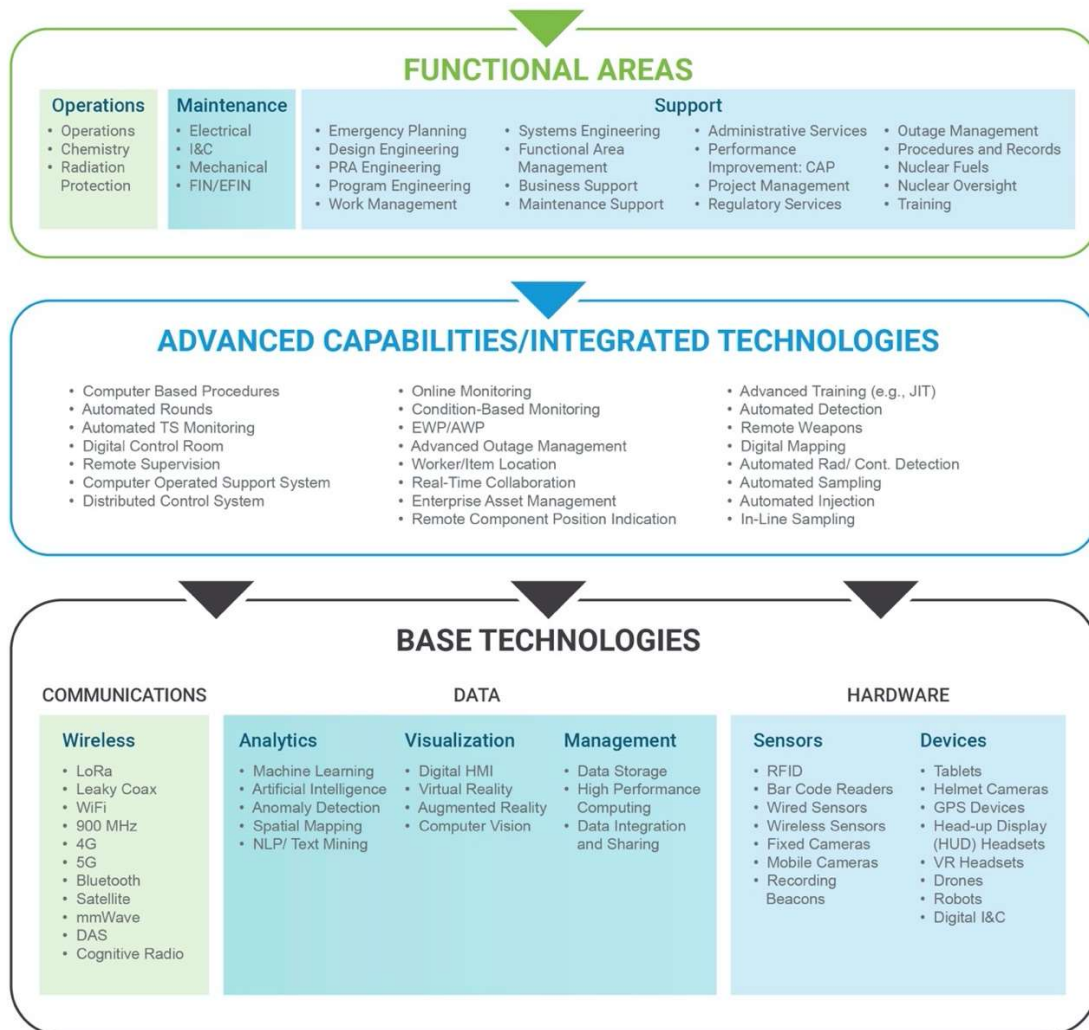 FUNCTIONAL AREAS
Operations
• Operations
• Chemistry
• Radiation
Protection
Maintenance
• Electrical
• I&C
• Mechanical
• FIN/EFIN
Support
• Emergency Planning
• Design Engineering
• PRA Engineering
• Program Engineering
• Work Management
• Systems Engineering
• Functional Area
Management
• Business Support
• Maintenance Support
• Administrative Services
• Performance
Improvement: CAP
• Project Management
• Regulatory Services
• Outage Management
• Procedures and Records
• Nuclear Fuels
• Nuclear Oversight
• Training
ADVANCED CAPABILITIES/INTEGRATED TECHNOLOGIES
• Computer Based Procedures
• Automated Rounds
• Automated TS Monitoring
• Digital Control Room
• Remote Supervision
• Computer Operated Support System
• Distributed Control System
• Online Monitoring
• Condition-Based Monitoring
• EWP/AWP
• Advanced Outage Management
• Worker/Item Location
• Real-Time Collaboration
• Enterprise Asset Management
• Remote Component Position Indication
• Advanced Training (e.g., JIT)
• Automated Detection
• Remote Weapons
• Digital Mapping
• Automated Rad/ Cont. Detection
• Automated Sampling
• Automated Injection
• In-Line Sampling
BASE TECHNOLOGIES
COMMUNICATIONS
Wireless
• LoRa
• Leaky Coax
• WiFi
• 900 MHz
• 4G
• 5G
• Bluetooth
• Satellite
• mmWave
• DAS
• Cognitive Radio
DATA
Analytics
• Machine Learning
• Artificial Intelligence
• Anomaly Detection
• Spatial Mapping
• NLP/ Text Mining
Visualization
• Digital HMI
• Virtual Reality
• Augmented Reality
• Computer Vision
Management
• Data Storage
• High Performance
Computing
• Data Integration
and Sharing
HARDWARE
Sensors
• RFID
• Bar Code Readers
• Wired Sensors
• Wireless Sensors
• Fixed Cameras
• Mobile Cameras
• Recording
Beacons
Devices
• Tablets
• Helmet Cameras
• GPS Devices
• Head-up Display
(HUD) Headsets
• VR Headsets
• Drones
• Robots
• Digital I&C